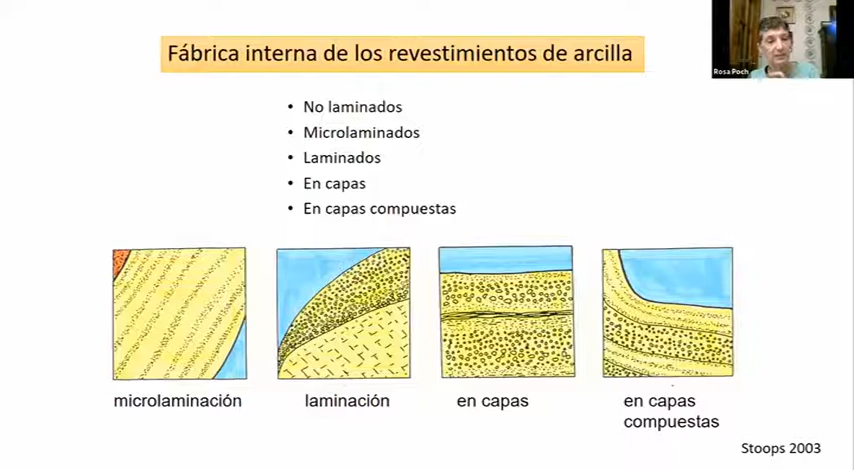 Fábrica interna de los revestimientos de arcilla
Rosa Poch
• No laminados
• Microlaminados
• Laminados
• En capas
• En capas compuestas
microlaminación
laminación
en capas
en capas
compuestas
Stoops 2003